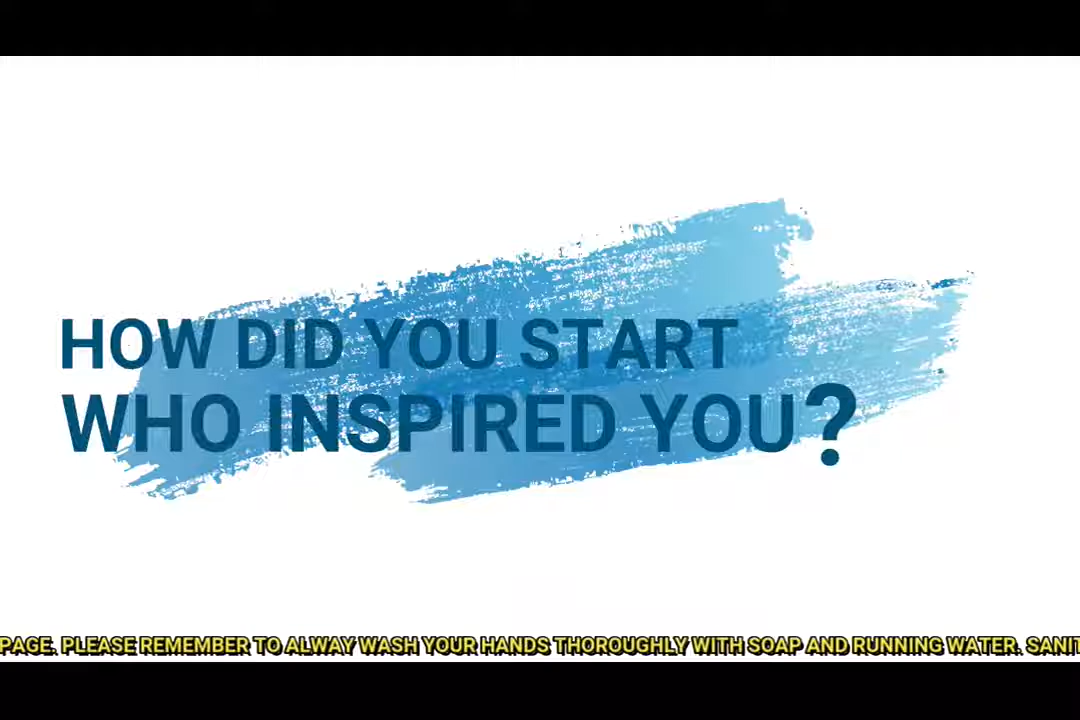 HOW DID YOU START
WHO INSPIRED YOU?
PAGE. PLEASE REMEMBER TO ALWAY WASH YOUR HANDS THOROUGHLY WITH SOAP AND RUNNING WATER. SANIT